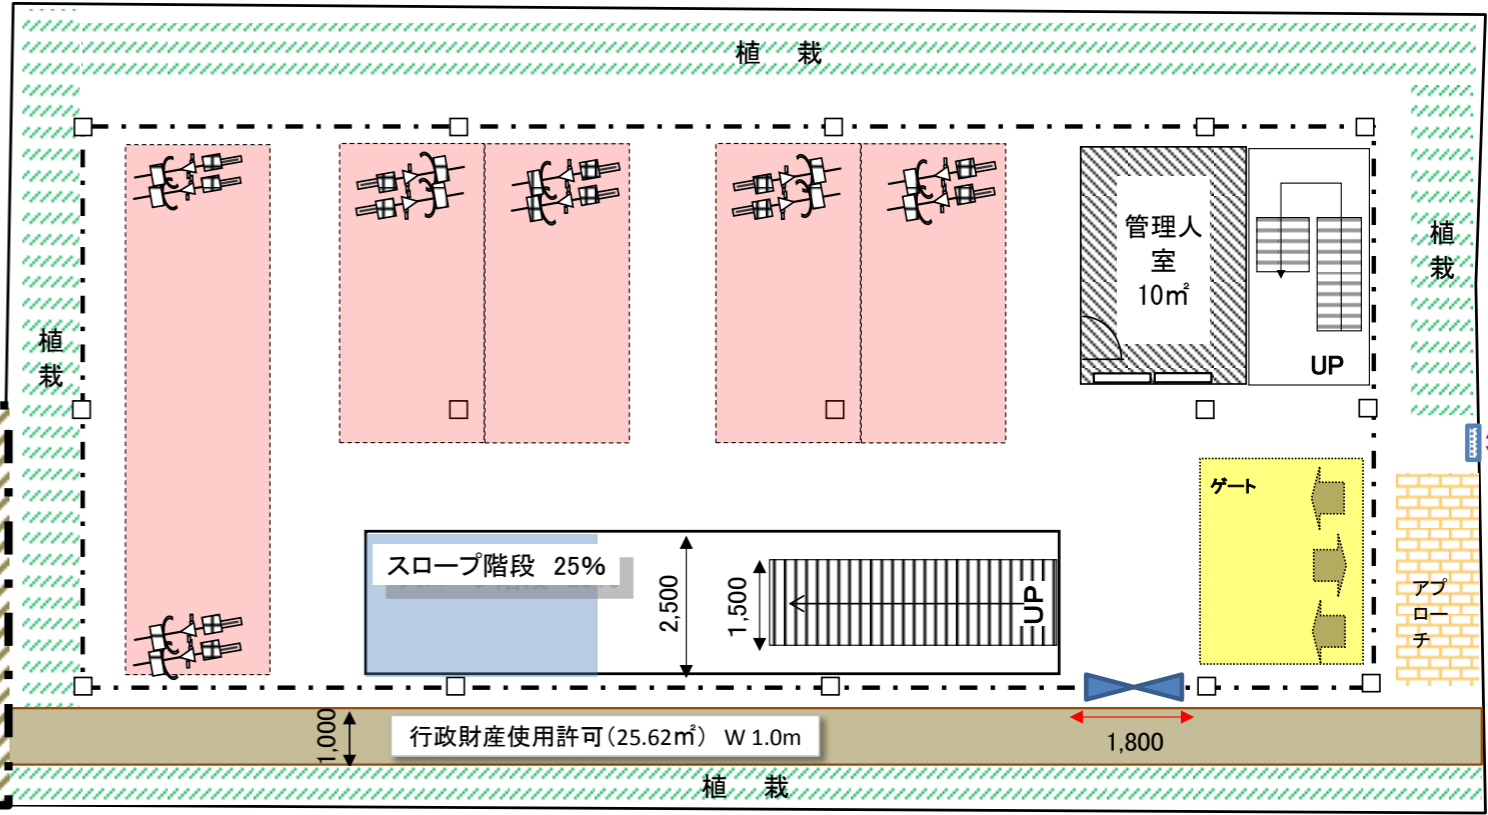 植　栽
管理人
室
10㎡
植
栽
植
栽
UP
ゲート
スロープ階段　25%
2,500
1,500
UP
アプ
ロー
チ
1,000
行政財産使用許可(25.62㎡)　W 1.0m
1,800
植　栽